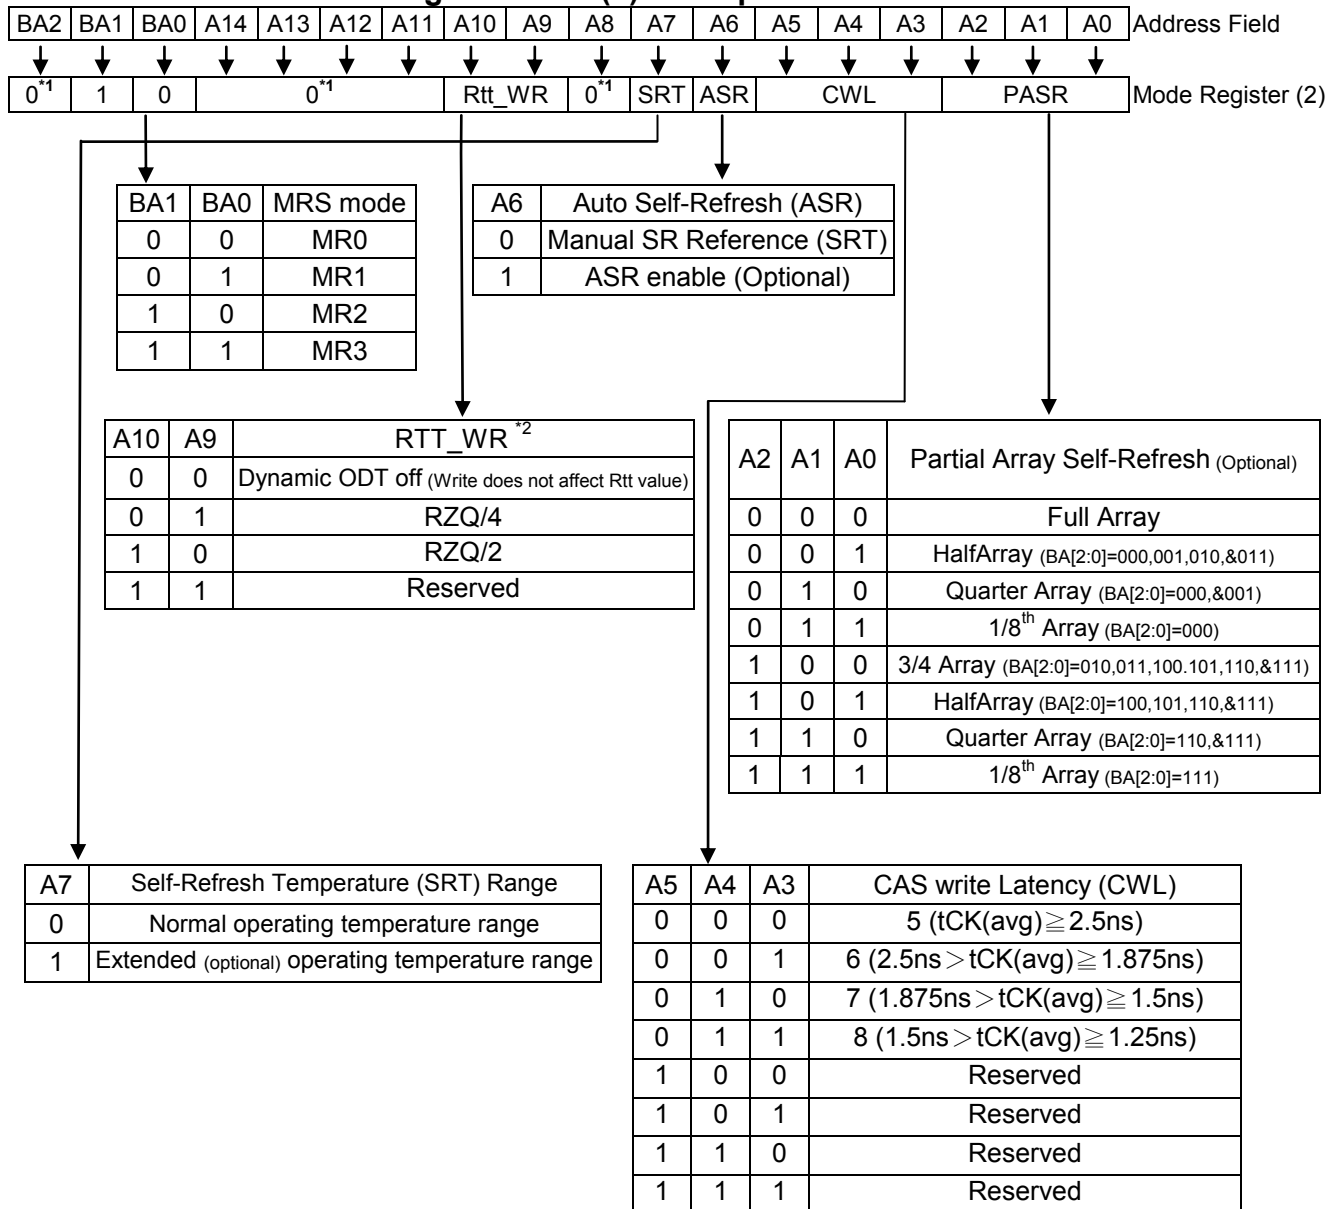 BA2 BA1 BA0 A14 A13 A12 A11 A10 A9 A8 A7 A6 A5 A4 A3 A2 A1 A0 Address Field
0*1 1 0 0*1 Rtt_WR 0*1 SRT ASR CWL PASR Mode Register (2)
BA1 BA0 MRS mode
0 0 MR0
0 1 MR1
1 0 MR2
1 1 MR3
A6 Auto Self-Refresh (ASR)
0 Manual SR Reference (SRT)
1 ASR enable (Optional)
A10 A9 RTT_WR *2
0 0 Dynamic ODT off (Write does not affect Rtt value)
0 1 RZQ/4
1 0 RZQ/2
1 1 Reserved
A2 A1 A0 Partial Array Self-Refresh (Optional)
0 0 0 Full Array
0 0 1 HalfArray (BA[2:0]=000,001,010,&011)
0 1 0 Quarter Array (BA[2:0]=000,&001)
0 1 1 1/8th Array (BA[2:0]=000)
1 0 0 3/4 Array (BA[2:0]=010,011,100.101,110,&111)
1 0 1 HalfArray (BA[2:0]=100,101,110,&111)
1 1 0 Quarter Array (BA[2:0]=110,&111)
1 1 1 1/8th Array (BA[2:0]=111)
A7 Self-Refresh Temperature (SRT) Range
0 Normal operating temperature range
1 Extended (optional) operating temperature range
A5 A4 A3 CAS write Latency (CWL)
0 0 0 5 (tCK(avg)≧2.5ns)
0 0 1 6 (2.5ns>tCK(avg)≧1.875ns)
0 1 0 7 (1.875ns>tCK(avg)≧1.5ns)
0 1 1 8 (1.5ns>tCK(avg)≧1.25ns)
1 0 0 Reserved
1 0 1 Reserved
1 1 0 Reserved
1 1 1 Reserved